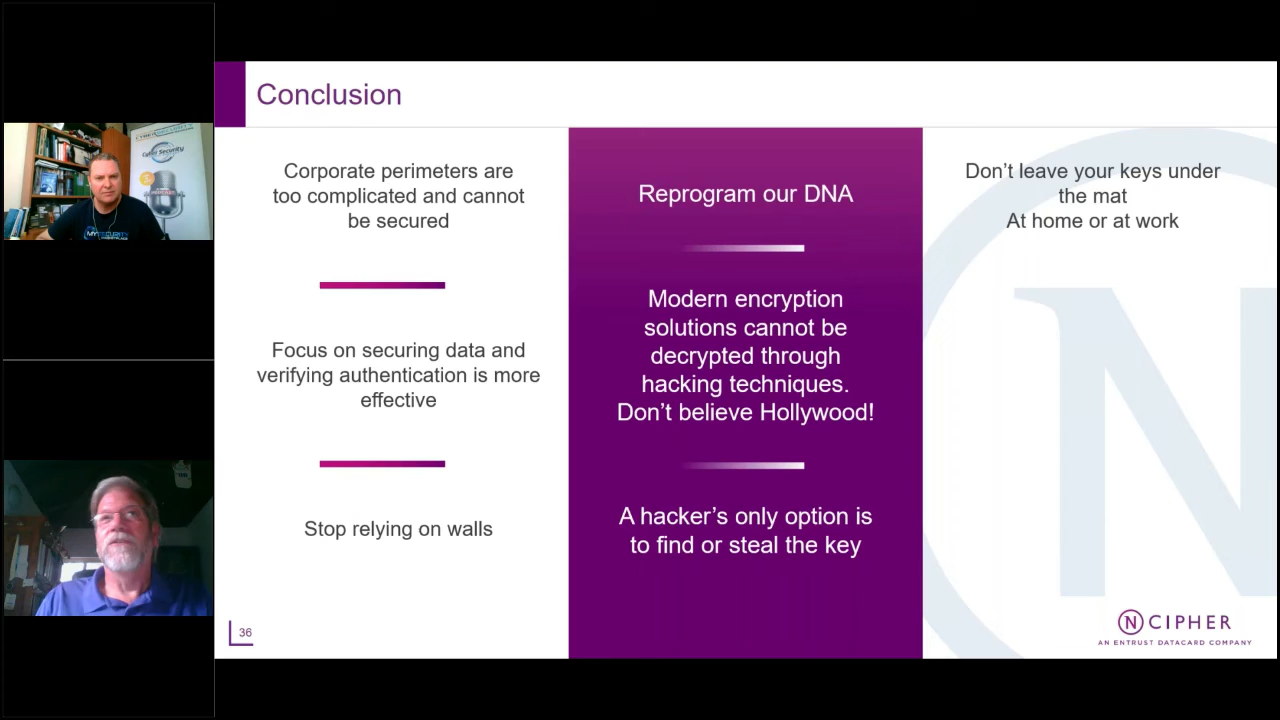 Conclusion
Corporate perimeters are
too complicated and cannot
be secured
Focus on securing data and
verifying authentication is more
effective
Stop relying on walls
Reprogram our DNA
Modern encryption
solutions cannot be
decrypted through
hacking techniques.
Don't believe Hollywood!
A hacker's only option is
to find or steal the key
Don't leave your keys under
the mat
At home or at work
36
N CIPHER
AN ENTRUST DATACARD COMPANY
Cyber Security